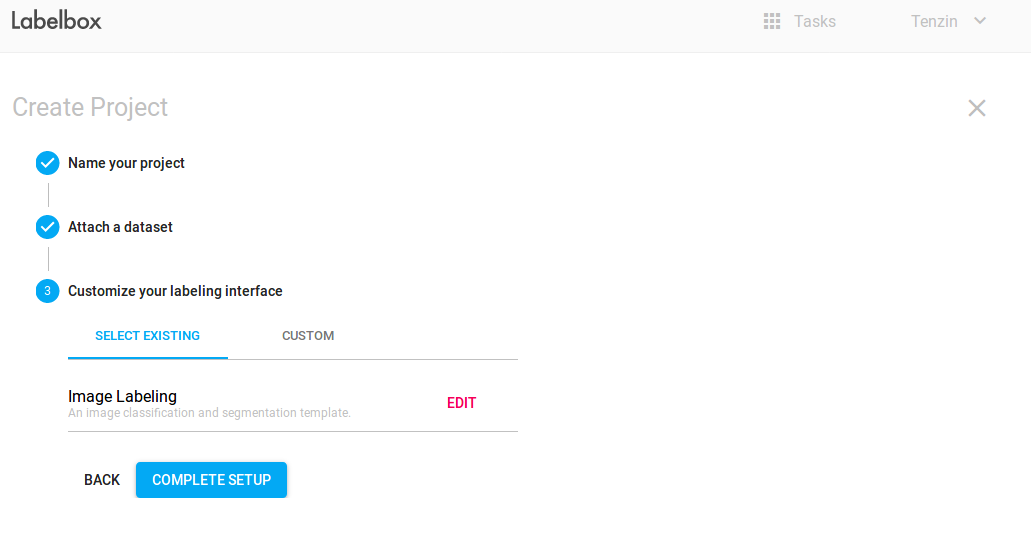 Labelbox
Tasks
Tenzin
Create Project
Name your project
Attach a dataset
3 Customize your labeling interface
SELECT EXISTING CUSTOM
Image Labeling
An image classification and segmentation template.
EDIT
BACK COMPLETE SETUP